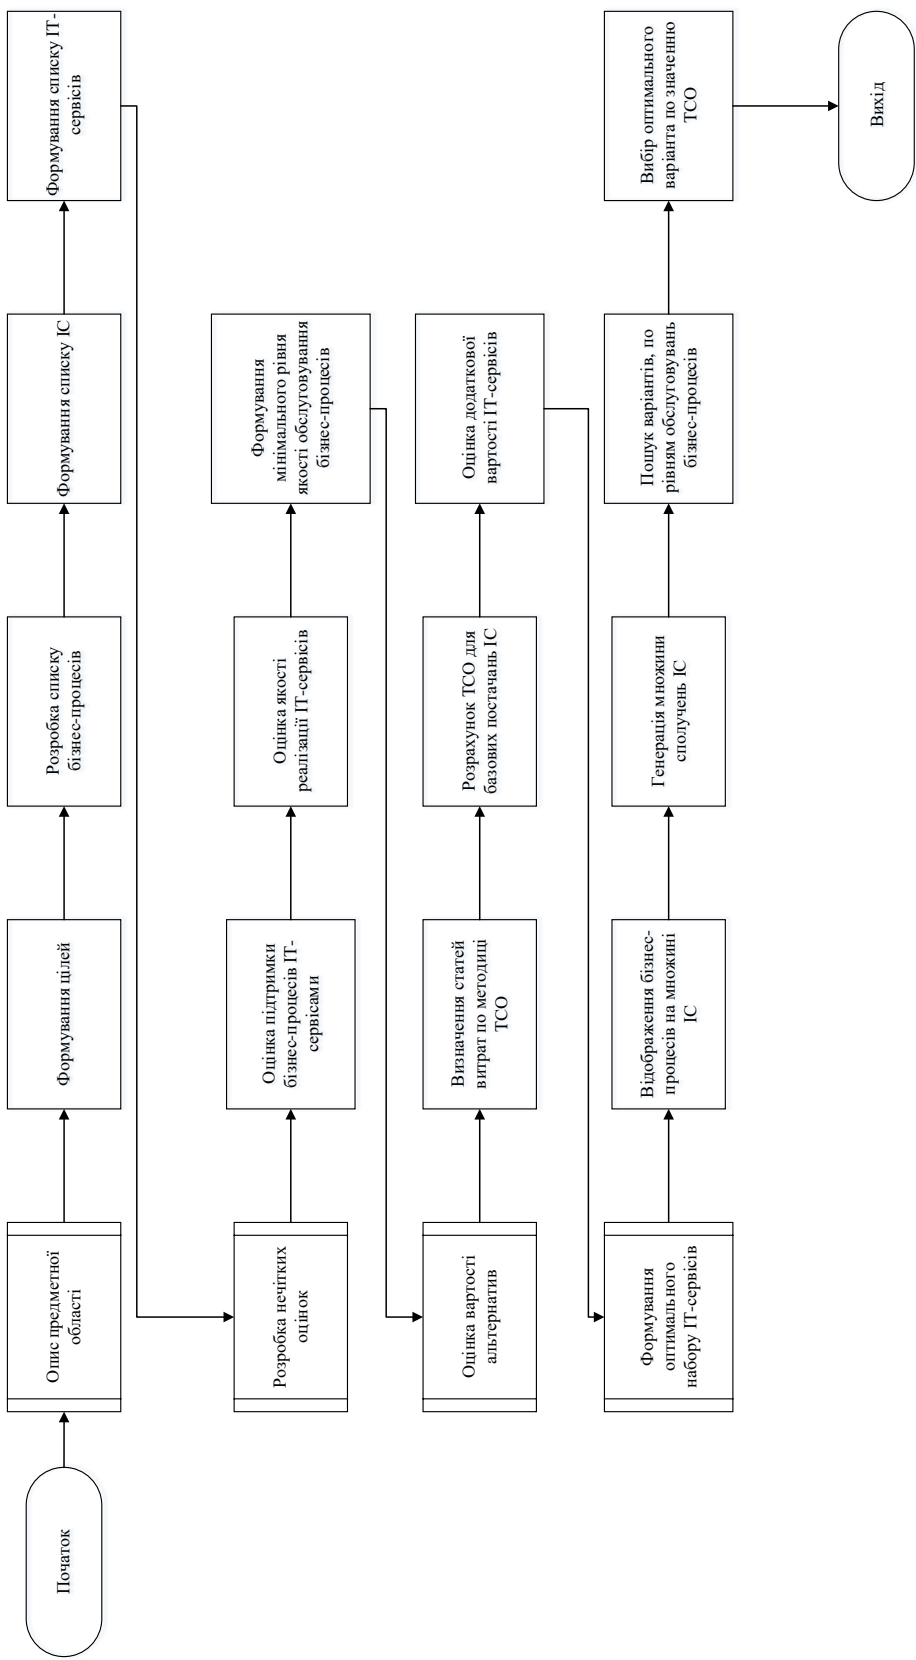 Початок
Опис предметної
області
Формування цілей
Розробка списку
бізнес-процесів
Формування списку ІС
Формування списку ІТ-
сервісів
Розробка нечітких
оцінок
Оцінка підтримки
бізнес-процесів ІТ-
сервісами
Оцінка якості
реалізації ІТ-сервісів
Формування
мінімального рівня
якості обслуговування
бізнес-процесів
Оцінка вартості
альтернатив
Визначення статей
витрат по методиці
ТСО
Розрахунок ТСО для
базових постачань ІС
Оцінка додаткової
вартості ІТ-сервісів
Формування
оптимального
набору ІТ-сервісів
Відображення бізнес-
процесів на множині
ІС
Генерація множини
сполучень ІС
Пошук варіантів, по
рівням обслуговувань
бізнес-процесів
Вибір оптимального
варіанта по значенню
ТСО
Вихід